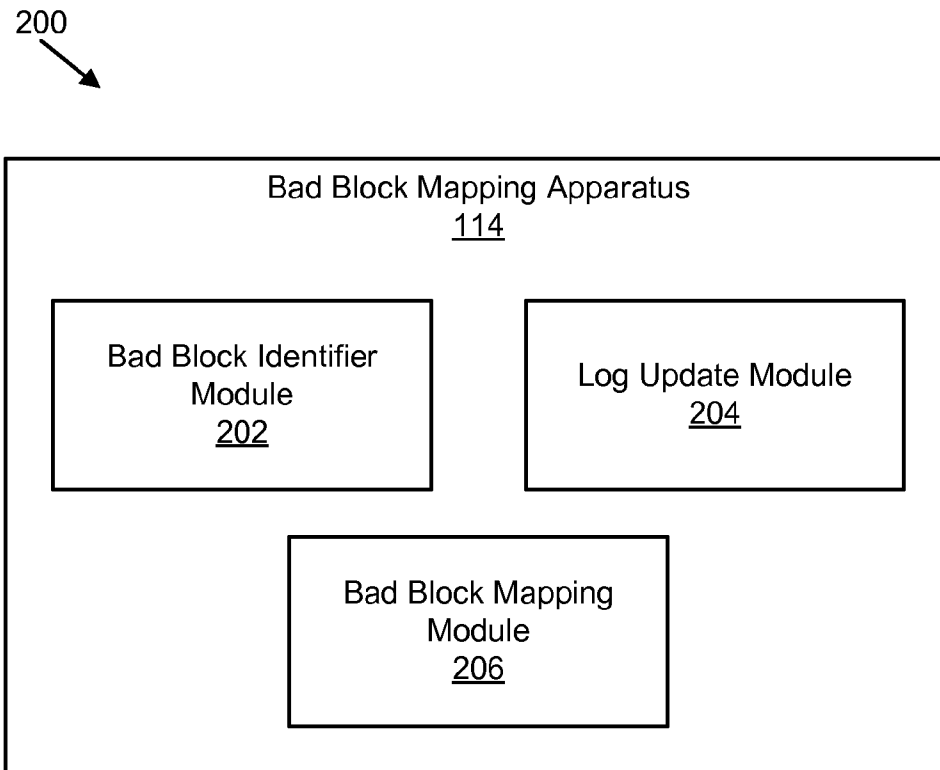 200
Bad Block Mapping Apparatus
114
Bad Block Identifier
Module
202
Log Update Module
204
Bad Block Mapping
Module
206